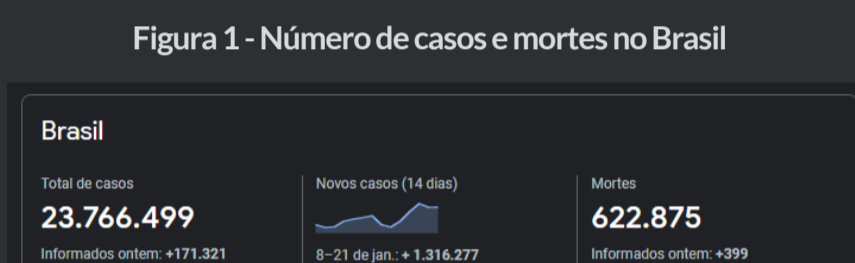 Figura 1 - Número de casos e mortes no Brasil
Brasil
Total de casos
23.766.499
Informados ontem: +171.321
Novos casos (14 dias)
8–21 de jan.: + 1.316.277
Mortes
622.875
Informados ontem: +399